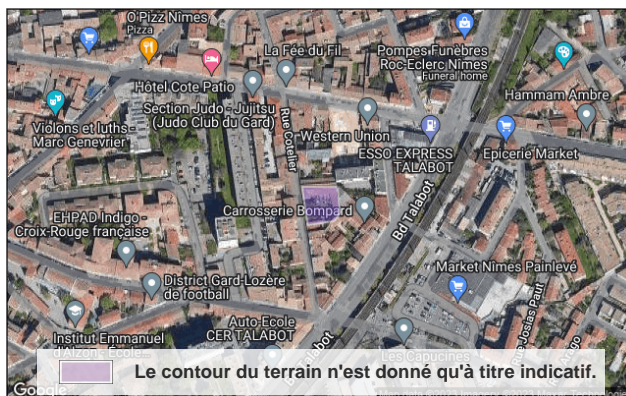 O'Pizz Nîmes
Pizza
La Fée du Fil
Pompes Funèbres
Roc-Eclerc Nîmes
Funeral home
Hôtel Cote Patio
Section Judo - Jujitsu
(Judo Club du Gard)
Rue Cotelier
Hammam Ambre
Violons et luths -
Marc Genevrier
Western Union
ESSO EXPRESS
TALABOT
Epicerie Market
Carrosserie Bompard
Bd Talabot
EHPAD Indigo -
Croix-Rouge française
Market Nîmes Painlevé
District Gard-Lozère
de football
Rue Josias Paut
Institut Emmanuel
d'Alzon - École...
Auto-Ecole
CER TALABOT
Les Capucines
Le contour du terrain n'est donné qu'à titre indicatif.
Google